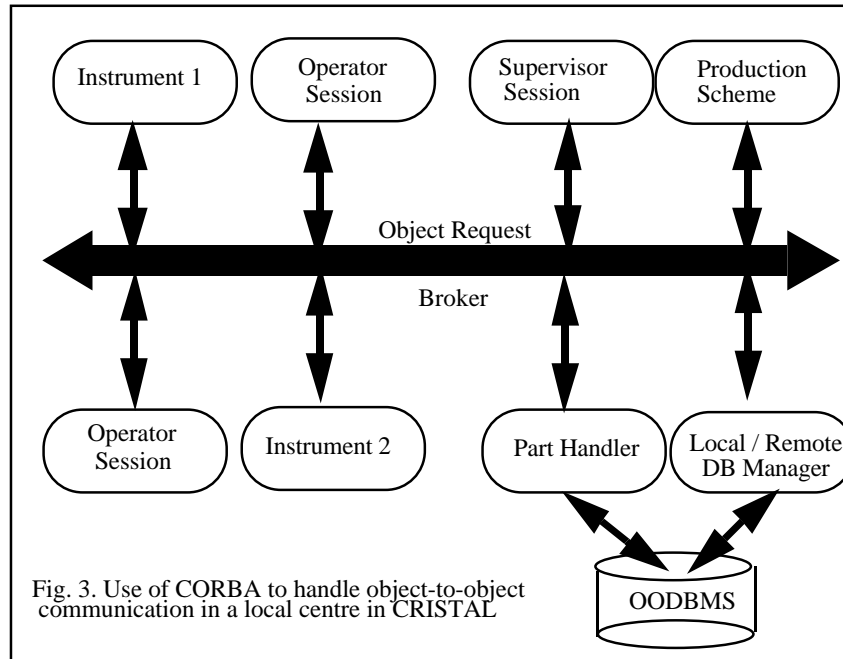 Instrument 1
Operator
Session
Supervisor
Session
Production
Scheme
Object Request
Broker
Operator
Session
Instrument 2
Part Handler
Local / Remote
DB Manager
OODBMS
Fig. 3. Use of CORBA to handle object-to-object
communication in a local centre in CRISTAL